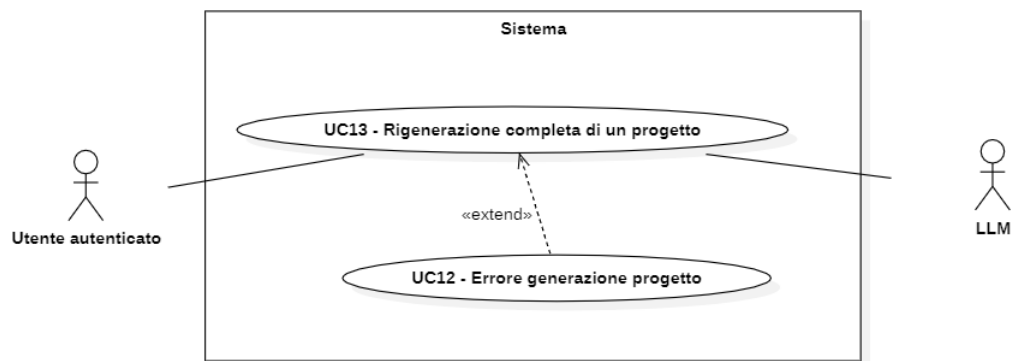 Sistema
UC13 - Rigenerazione completa di un progetto
Utente autenticato
«extend»
LLM
UC12 - Errore generazione progetto